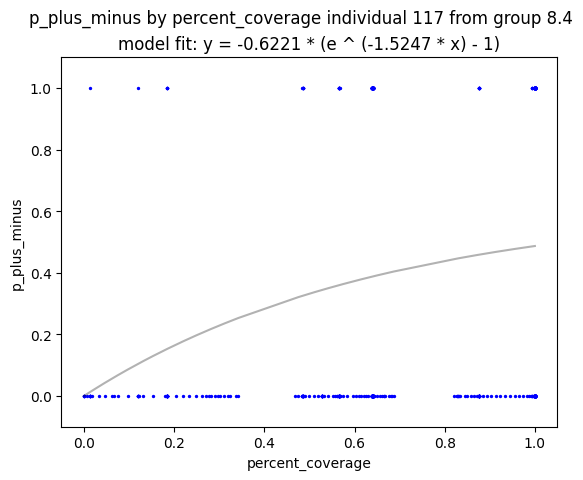 p_plus_minus by percent_coverage individual 117 from group 8.4
model fit: y = -0.6221 * (e ^ (-1.5247 * x) - 1)
1.0
0.8
0.6
0.4
0.2
0.0
p_plus_minus
0.0 0.2 0.4 0.6 0.8 1.0
percent_coverage